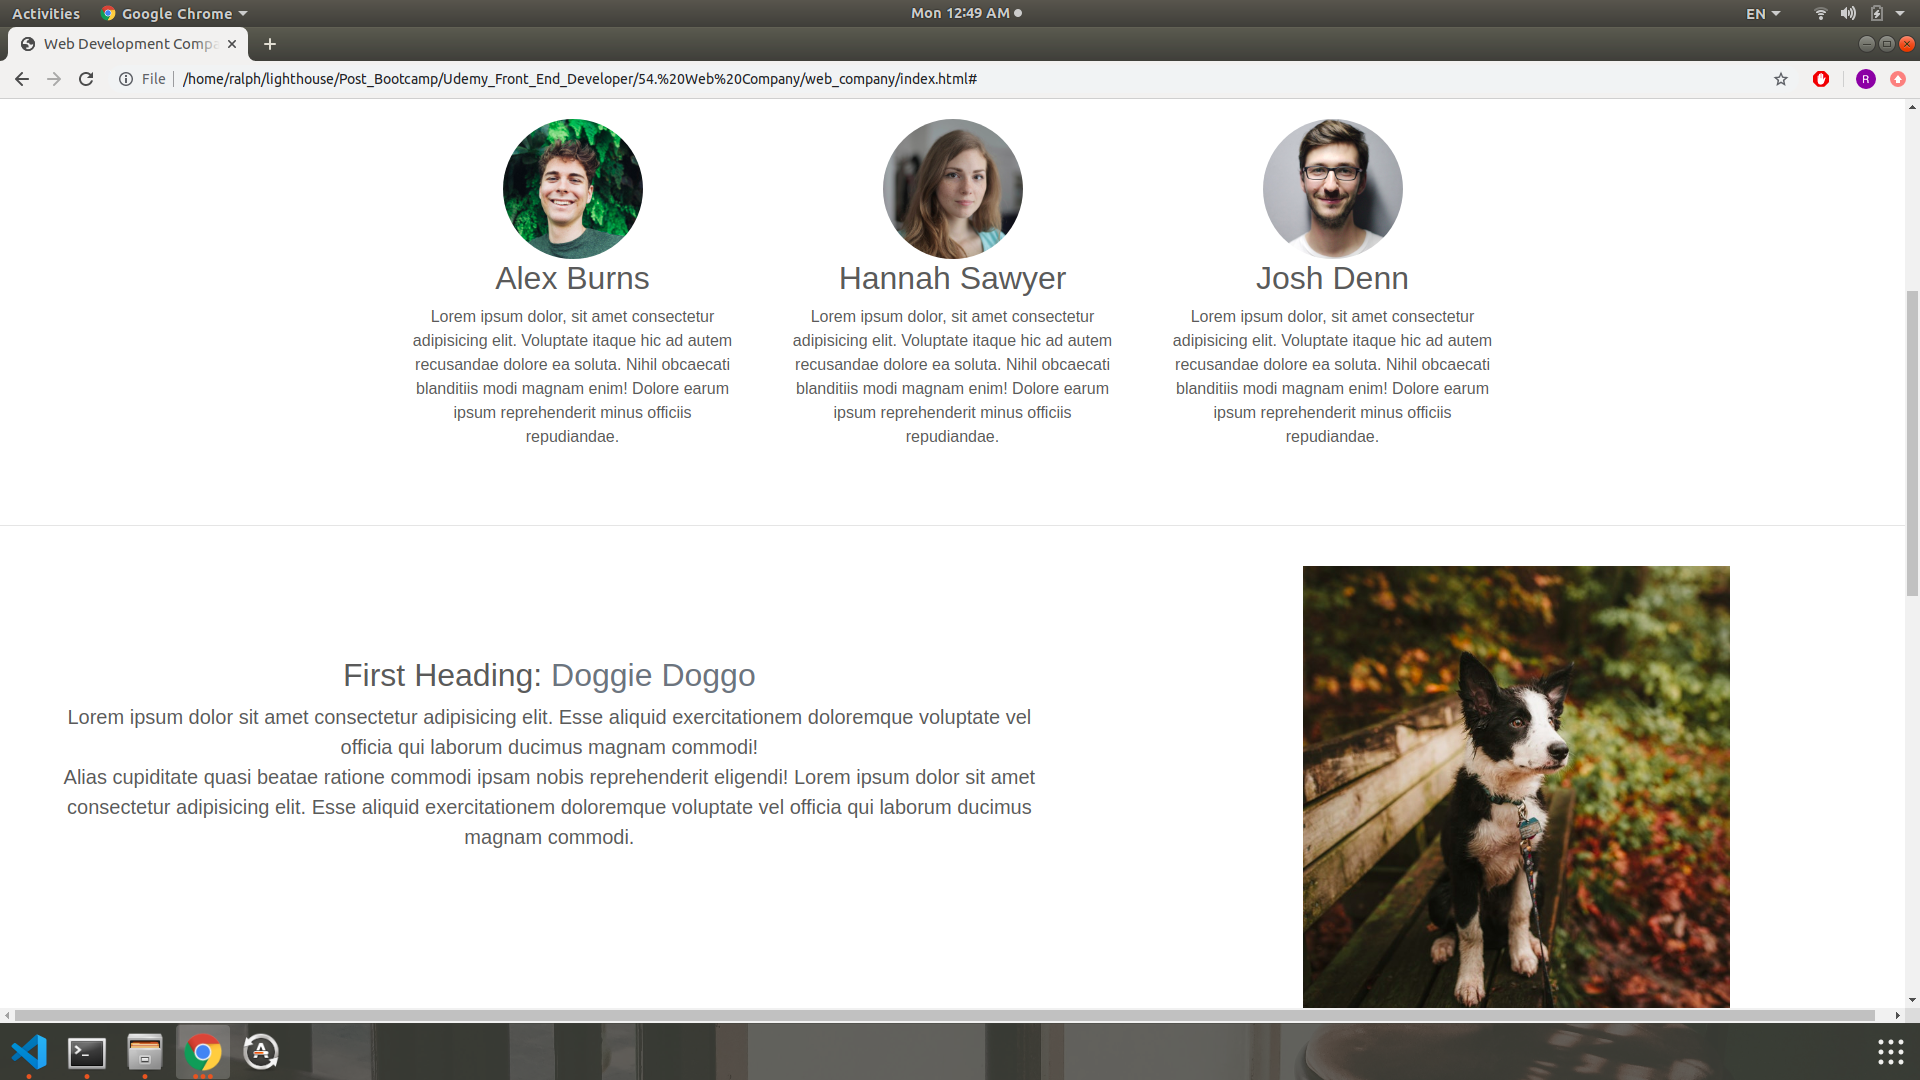 Activities Google Chrome Mon 12:49 AM EN
Web Development Compa
File /home/ralph/lighthouse/Post_Bootcamp/Udemy_Front_End_Developer/54.%20Web%20Company/web_company/index.html# R
Alex Burns
Lorem ipsum dolor, sit amet consectetur
adipisicing elit. Voluptate itaque hic ad autem
recusandae dolore ea soluta. Nihil obcaecati
blanditiis modi magnam enim! Dolore earum
ipsum reprehenderit minus officiis
repudiandae.
Hannah Sawyer
Lorem ipsum dolor, sit amet consectetur
adipisicing elit. Voluptate itaque hic ad autem
recusandae dolore ea soluta. Nihil obcaecati
blanditiis modi magnam enim! Dolore earum
ipsum reprehenderit minus officiis
repudiandae.
Josh Denn
Lorem ipsum dolor, sit amet consectetur
adipisicing elit. Voluptate itaque hic ad autem
recusandae dolore ea soluta. Nihil obcaecati
blanditiis modi magnam enim! Dolore earum
ipsum reprehenderit minus officiis
repudiandae.
First Heading: Doggie Doggo
Lorem ipsum dolor sit amet consectetur adipisicing elit. Esse aliquid exercitationem doloremque voluptate vel
officia qui laborum ducimus magnam commodi!
Alias cupiditate quasi beatae ratione commodi ipsam nobis reprehenderit eligendi! Lorem ipsum dolor sit amet
consectetur adipisicing elit. Esse aliquid exercitationem doloremque voluptate vel officia qui laborum ducimus
magnam commodi.